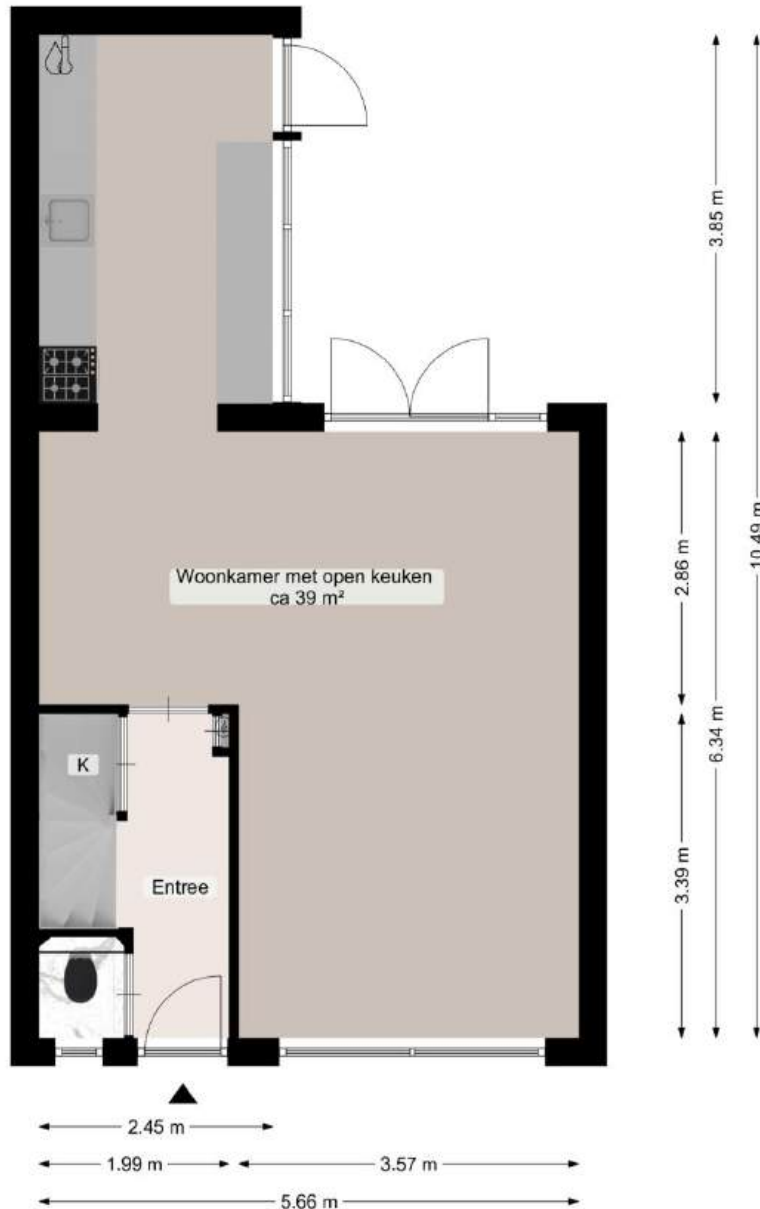 3.85 m
10.49 m
2.86 m
6.34 m
Woonkamer met open keuken
ca 39 m²
K
3.39 m
Entree
2.45 m
1.99 m
3.57 m
5.66 m